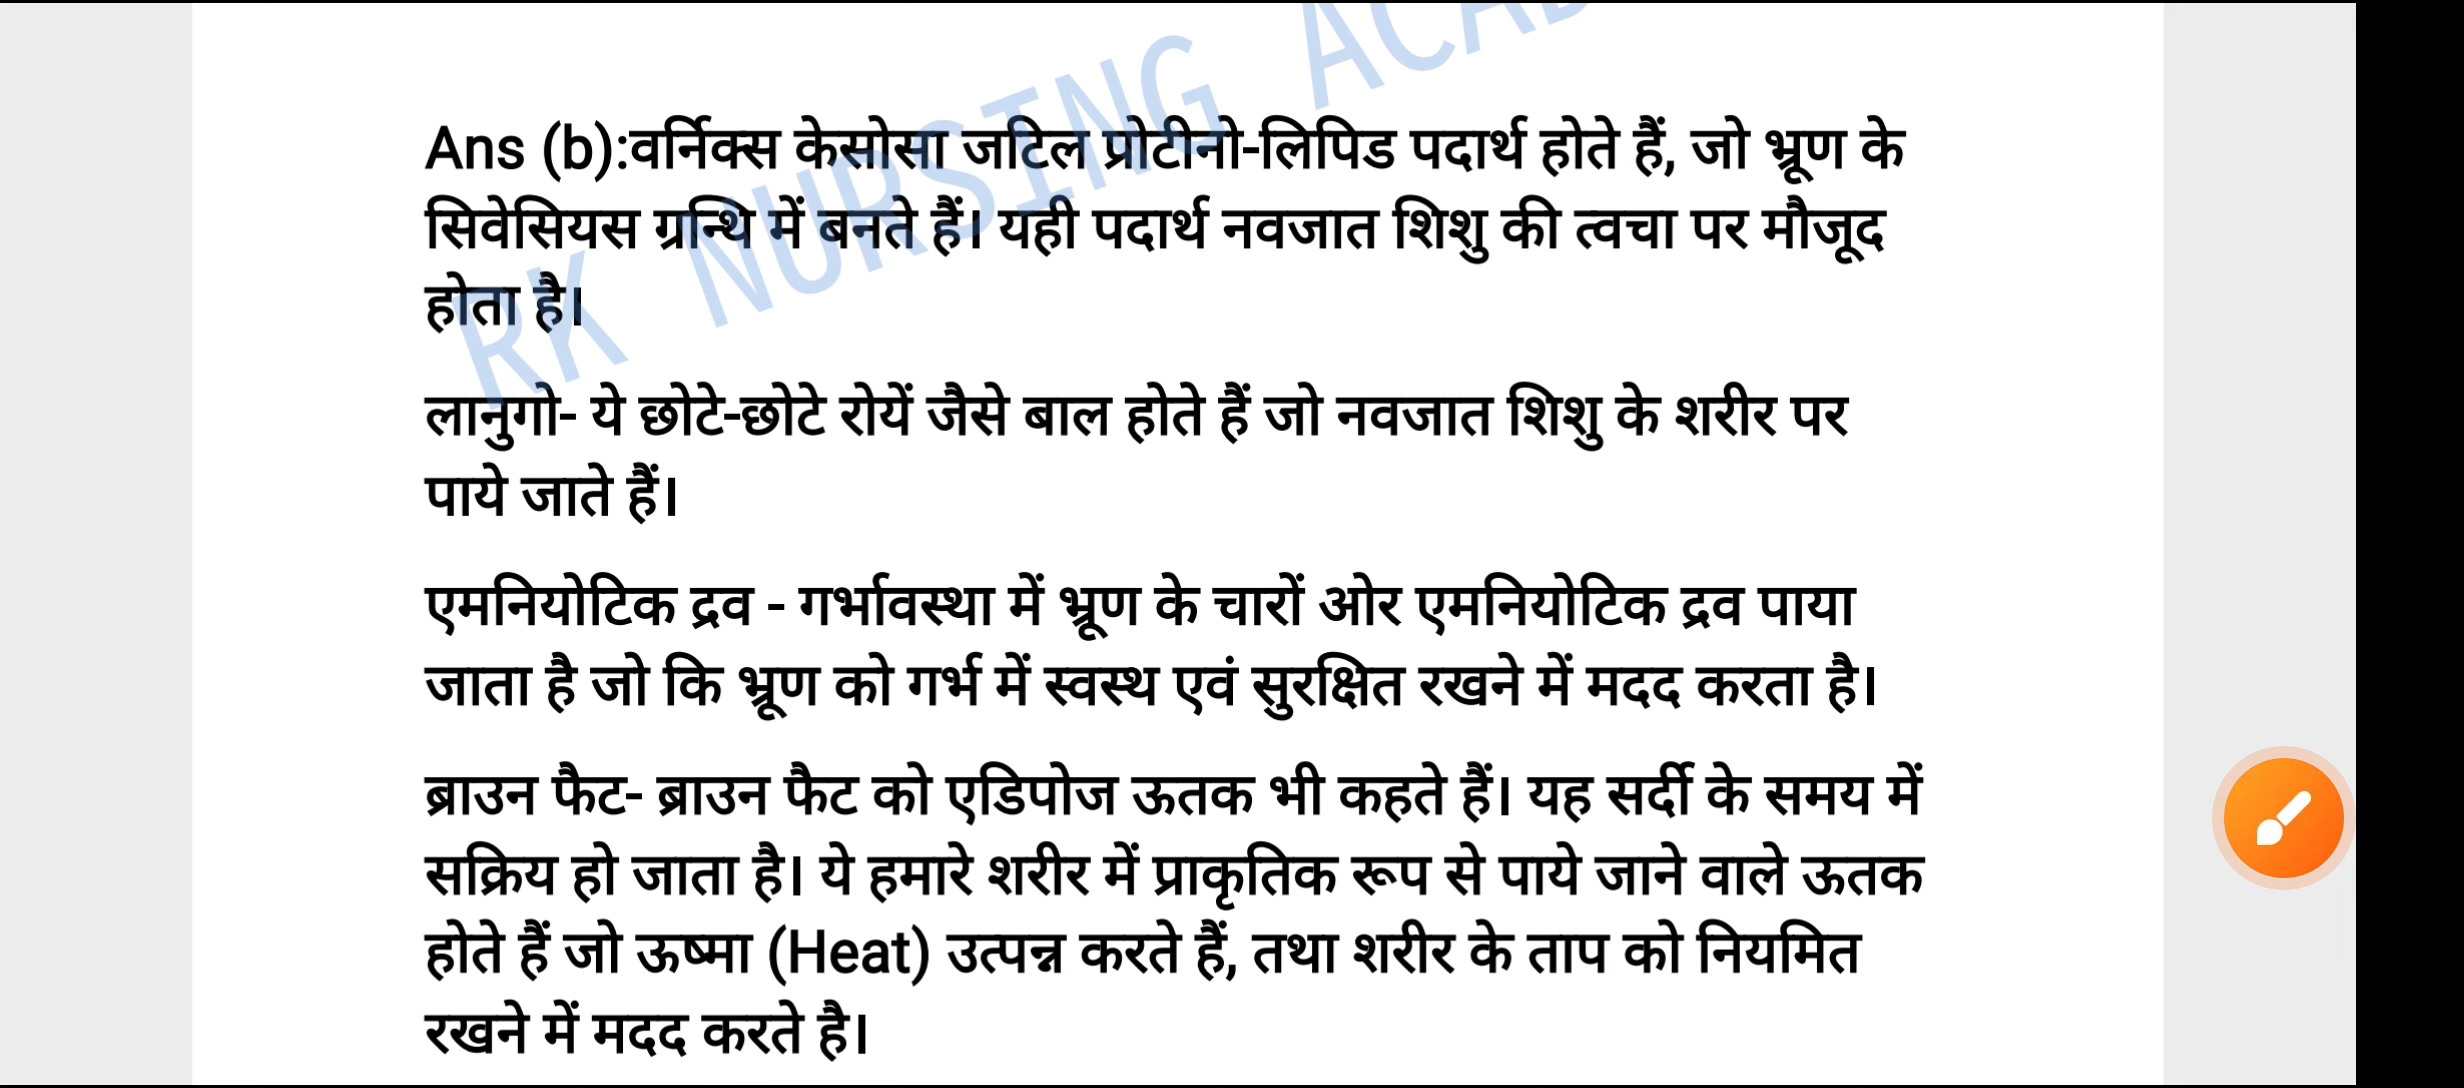 RK NURSING
Ans (b):वर्निक्स केसोसा जटिल प्रोटीनो-लिपिड पदार्थ होते हैं, जो भ्रूण के
सिवेसियस ग्रन्थि में बनते हैं। यही पदार्थ नवजात शिशु की त्वचा पर मौजूद
होता है।
लानुगो- ये छोटे-छोटे रोयें जैसे बाल होते हैं जो नवजात शिशु के शरीर पर
पाये जाते हैं।
एमनियोटिक द्रव - गर्भावस्था में भ्रूण के चारों ओर एमनियोटिक द्रव पाया
जाता है जो कि भ्रूण को गर्भ में स्वस्थ एवं सुरक्षित रखने में मदद करता है।
ब्राउन फैट- ब्राउन फैट को एडिपोज ऊतक भी कहते हैं। यह सर्दी के समय में
सक्रिय हो जाता है। ये हमारे शरीर में प्राकृतिक रूप से पाये जाने वाले ऊतक
होते हैं जो ऊष्मा (Heat) उत्पन्न करते हैं, तथा शरीर के ताप को नियमित
रखने में मदद करते है।